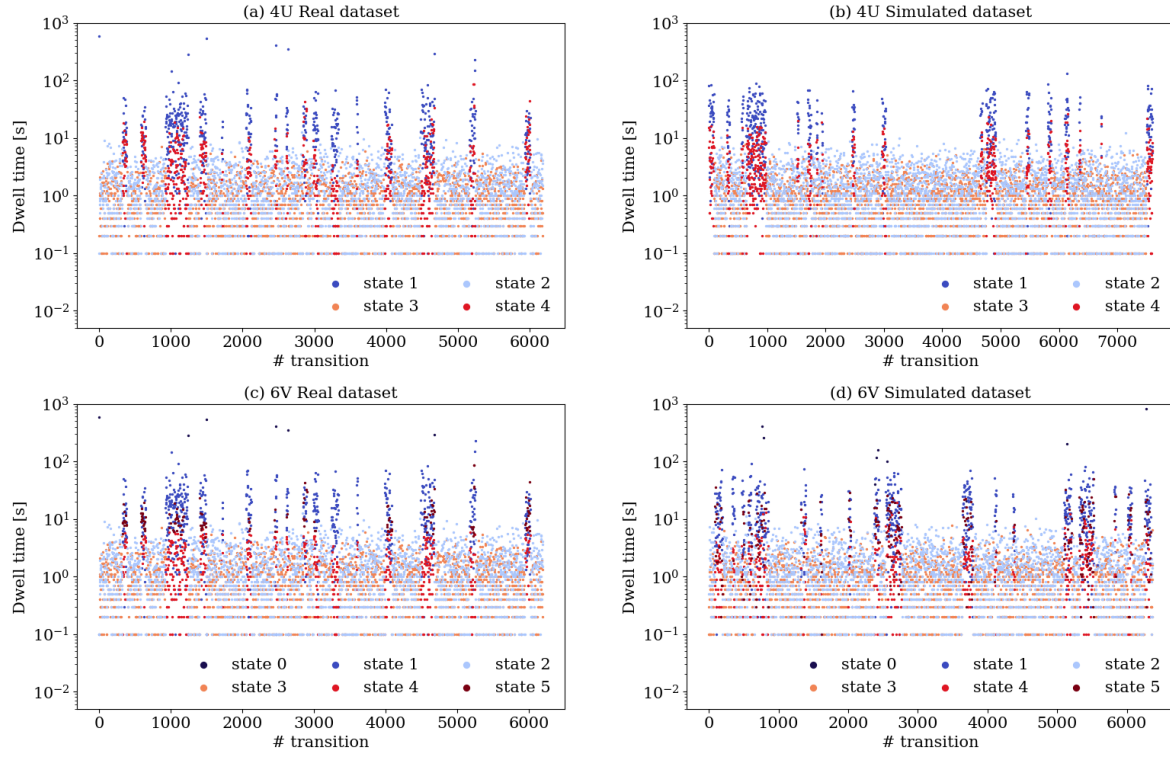 (a) 4U Real dataset
10³
10²
10¹
10⁰
10⁻¹
10⁻²
Dwell time [s]
state 1 state 2
state 3 state 4
0 1000 2000 3000 4000 5000 6000
# transition
(b) 4U Simulated dataset
10³
10²
10¹
10⁰
10⁻¹
10⁻²
Dwell time [s]
state 1 state 2
state 3 state 4
0 1000 2000 3000 4000 5000 6000 7000
# transition
(c) 6V Real dataset
10³
10²
10¹
10⁰
10⁻¹
10⁻²
Dwell time [s]
state 0 state 1 state 2
state 3 state 4 state 5
0 1000 2000 3000 4000 5000 6000
# transition
(d) 6V Simulated dataset
10³
10²
10¹
10⁰
10⁻¹
10⁻²
Dwell time [s]
state 0 state 1 state 2
state 3 state 4 state 5
0 1000 2000 3000 4000 5000 6000
# transition